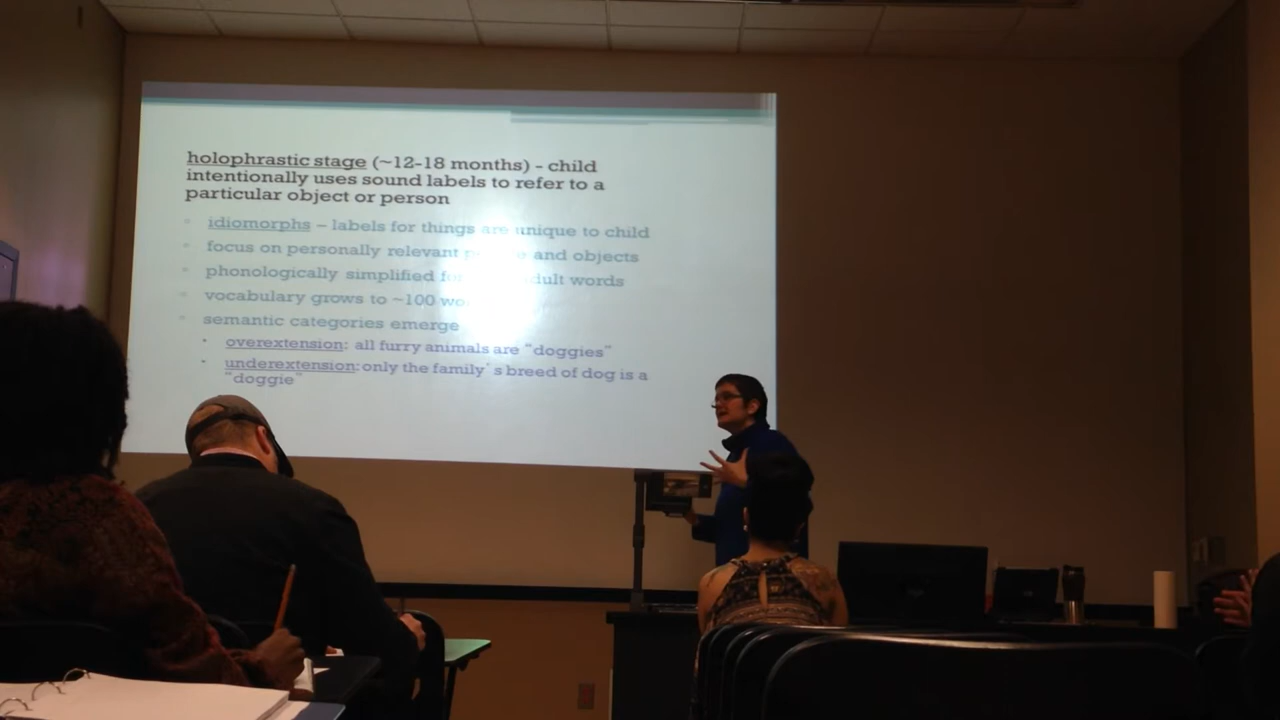 holophrastic stage (~12-18 months) - child
intentionally uses sound labels to refer to a
particular object or person
idiomorphs – labels for things are unique to child
focus on personally relevant and objects
phonologically simplified adult words
vocabulary grows to ~100
semantic categories emerge
overextension: all furry animals are "doggies"
underextension: only the family's breed of dog is a
"doggie"